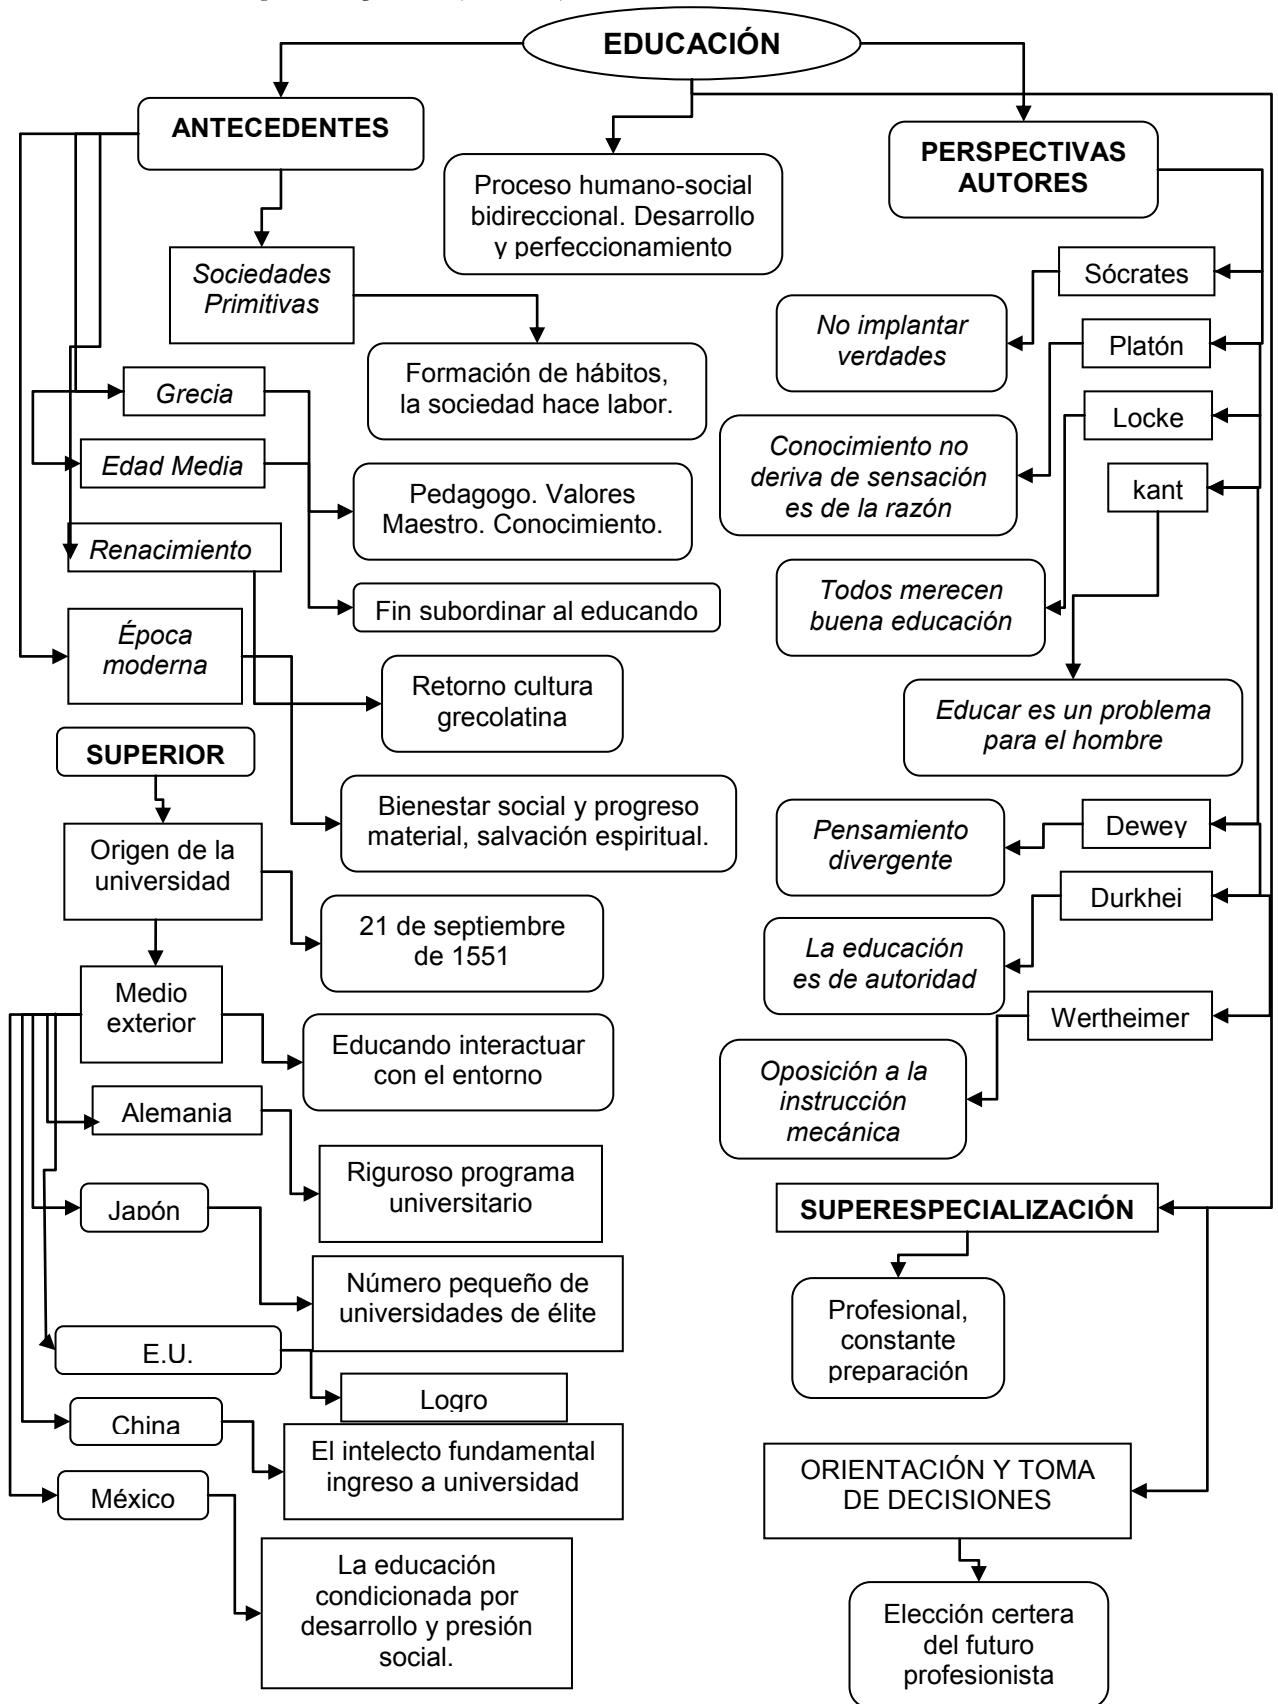 EDUCACIÓN
ANTECEDENTES
PERSPECTIVAS
AUTORES
Proceso humano-social
bidireccional. Desarrollo
y perfeccionamiento
Sociedades
Primitivas
Formación de hábitos,
la sociedad hace labor.
Grecia
Edad Media
Pedagogo. Valores
Maestro. Conocimiento.
Renacimiento
Fin subordinar al educando
Época
moderna
Retorno cultura
grecolatina
Bienestar social y progreso
material, salvación espiritual.
Sócrates
No implantar
verdades
Platón
Conocimiento no
deriva de sensación
es de la razón
Locke
Todos merecen
buena educación
kant
Educar es un problema
para el hombre
Dewey
Pensamiento
divergente
Durkhei
La educación
es de autoridad
Wertheimer
Oposición a la
instrucción
mecánica
SUPERIOR
Origen de la
universidad
21 de septiembre
de 1551
Medio
exterior
Educando interactuar
con el entorno
Alemania
Riguroso programa
universitario
Japón
Número pequeño de
universidades de élite
E.U.
Logro
China
El intelecto fundamental
ingreso a universidad
México
La educación
condicionada por
desarrollo y presión
social.
SUPERESPECIALIZACIÓN
Profesional,
constante
preparación
ORIENTACIÓN Y TOMA
DE DECISIONES
Elección certera
del futuro
profesionista